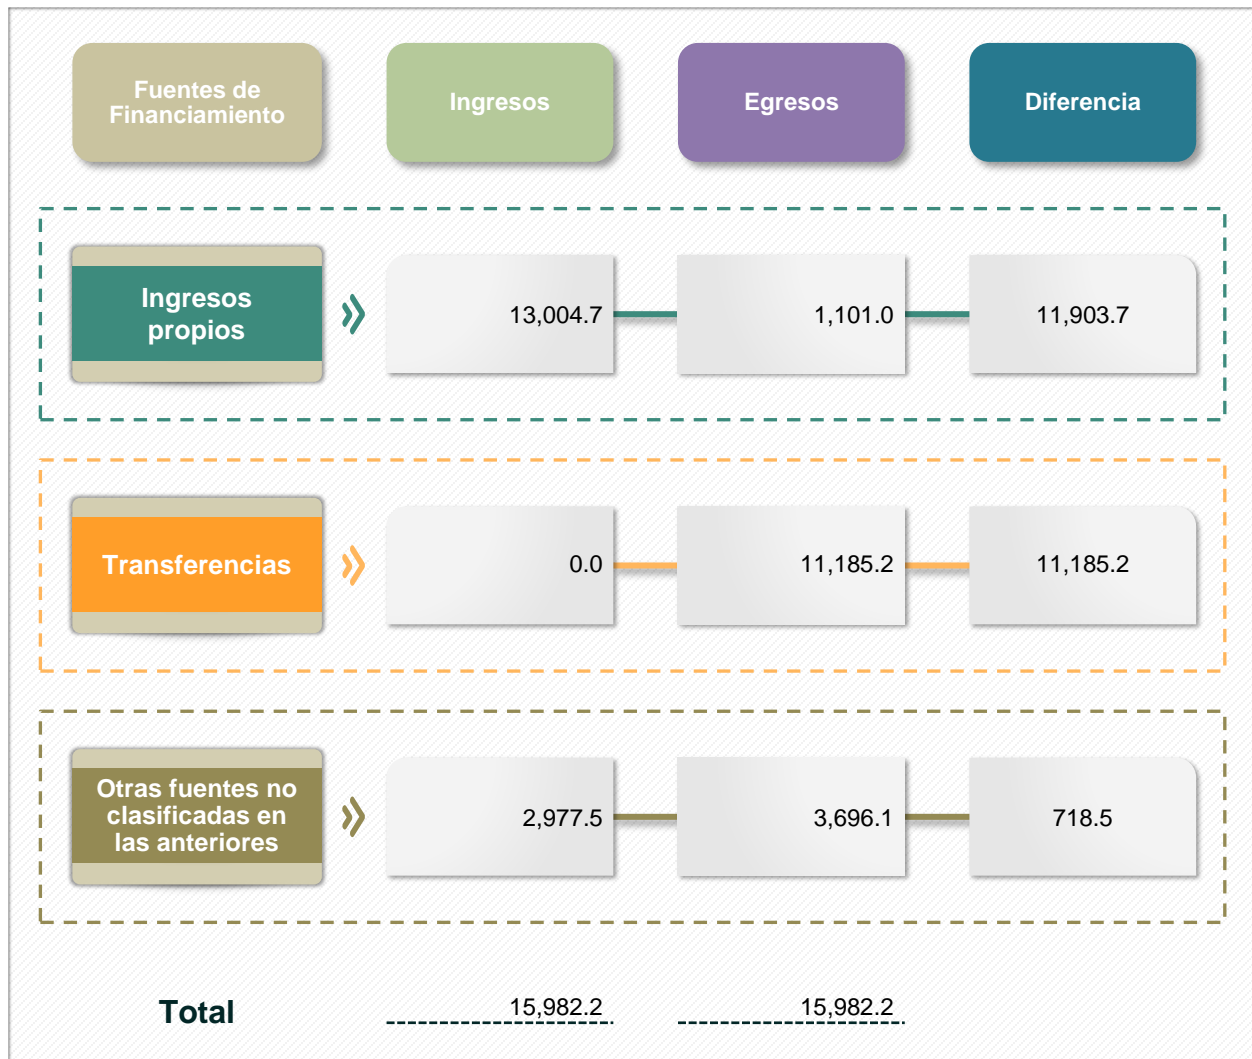 Fuentes de
Financiamiento
Ingresos
Egresos
Diferencia
Ingresos
propios
13,004.7
1,101.0
11,903.7
Transferencias
0.0
11,185.2
11,185.2
Otras fuentes no
clasificadas en
las anteriores
2,977.5
3,696.1
718.5
Total
15,982.2
15,982.2